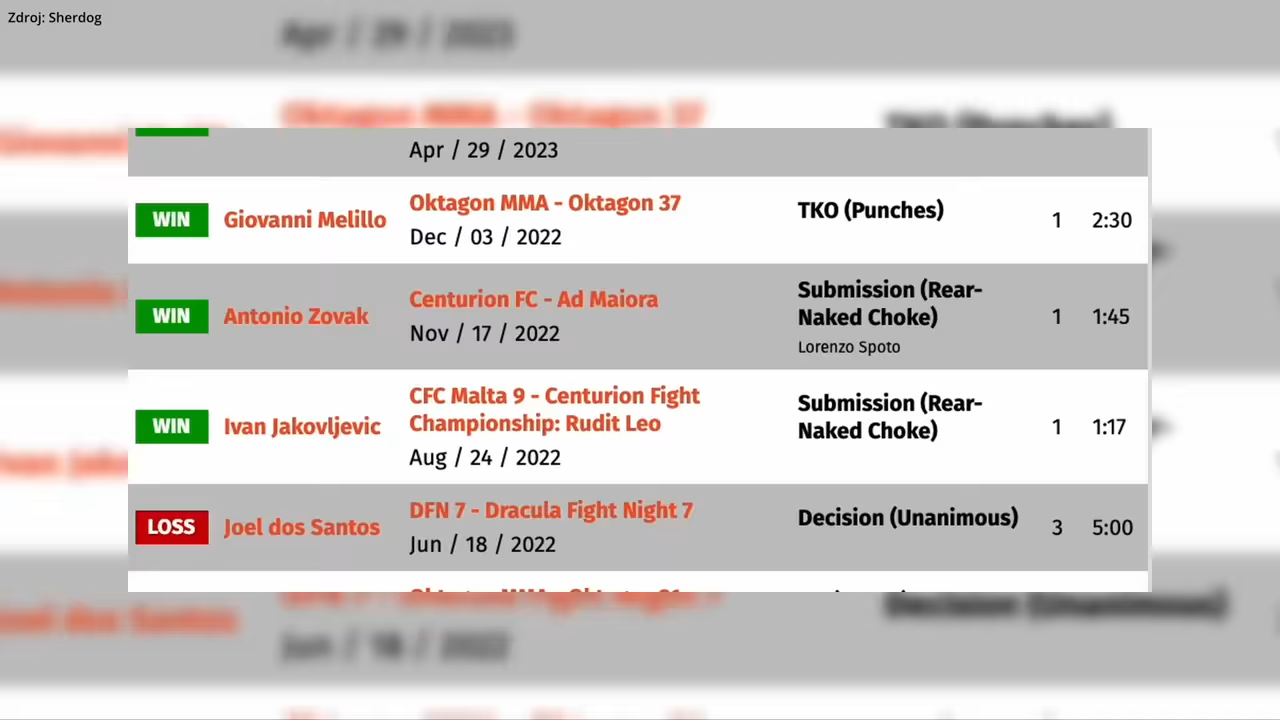 Zdroj: Sherdog
Apr / 29 / 2023
WIN Giovanni Melillo Oktagon MMA - Oktagon 37 TKO (Punches) 1 2:30
Dec / 03 / 2022
WIN Antonio Zovak Centurion FC - Ad Maiora Submission (Rear- 1 1:45
Nov / 17 / 2022 Naked Choke)
Lorenzo Spoto
WIN Ivan Jakovljevic CFC Malta 9 - Centurion Fight Submission (Rear- 1 1:17
Championship: Rudit Leo Naked Choke)
Aug / 24 / 2022
LOSS Joel dos Santos DFN 7 - Dracula Fight Night 7 Decision (Unanimous) 3 5:00
Jun / 18 / 2022